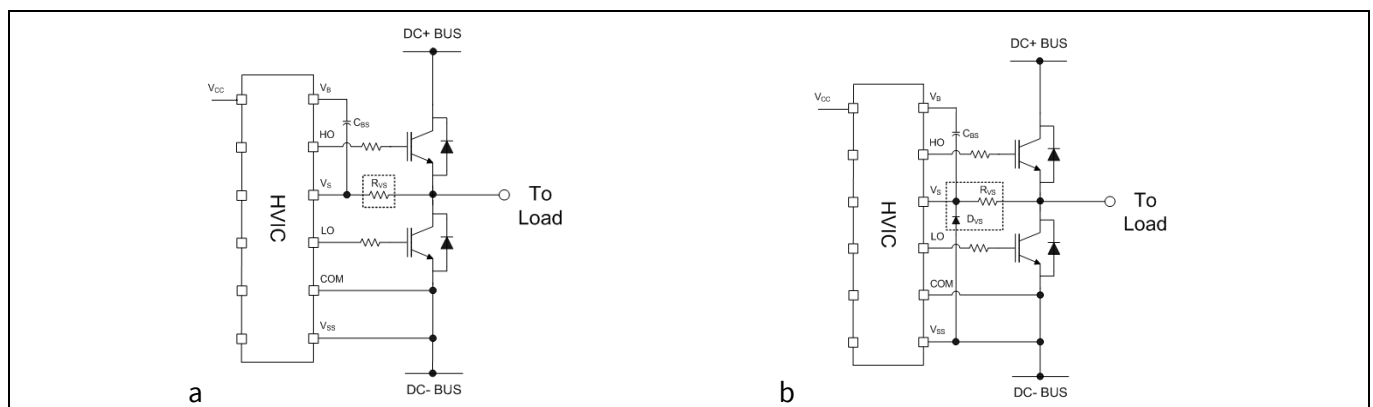 DC+ BUS
VCC
VB
CBS
HO
VS
RVS
To
Load
HVIC
LO
COM
VSS
DC- BUS
a
DC+ BUS
VCC
VB
CBS
HO
VS
RVS
To
Load
DVS
HVIC
LO
COM
VSS
DC- BUS
b